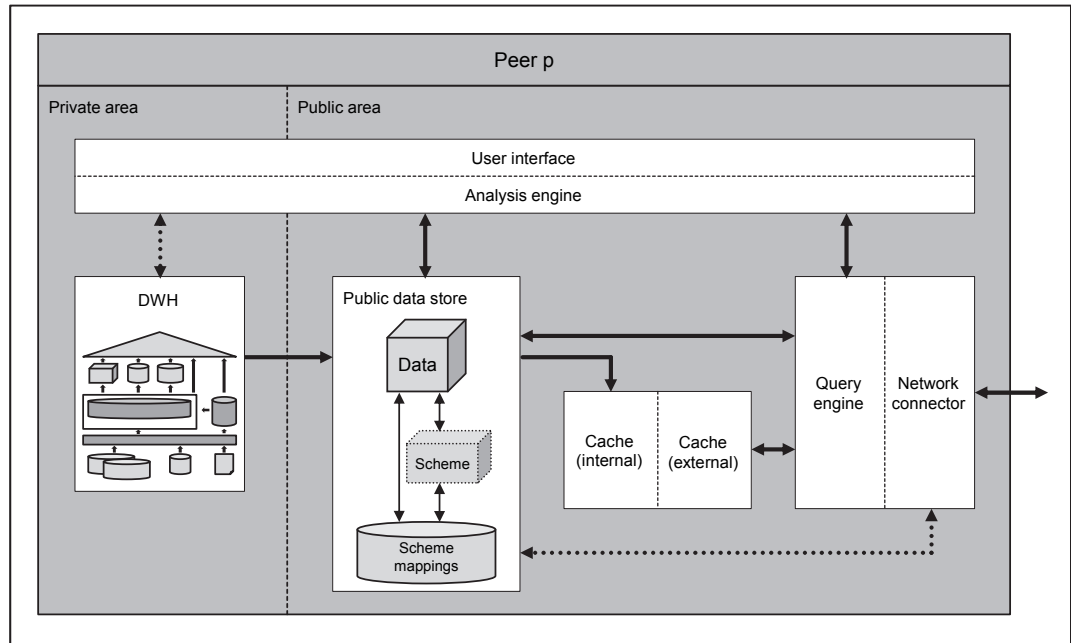 Peer p
Private area
Public area
User interface
Analysis engine
DWH
Public data store
Data
Scheme
Scheme
mappings
Cache
(internal)
Cache
(external)
Query
engine
Network
connector